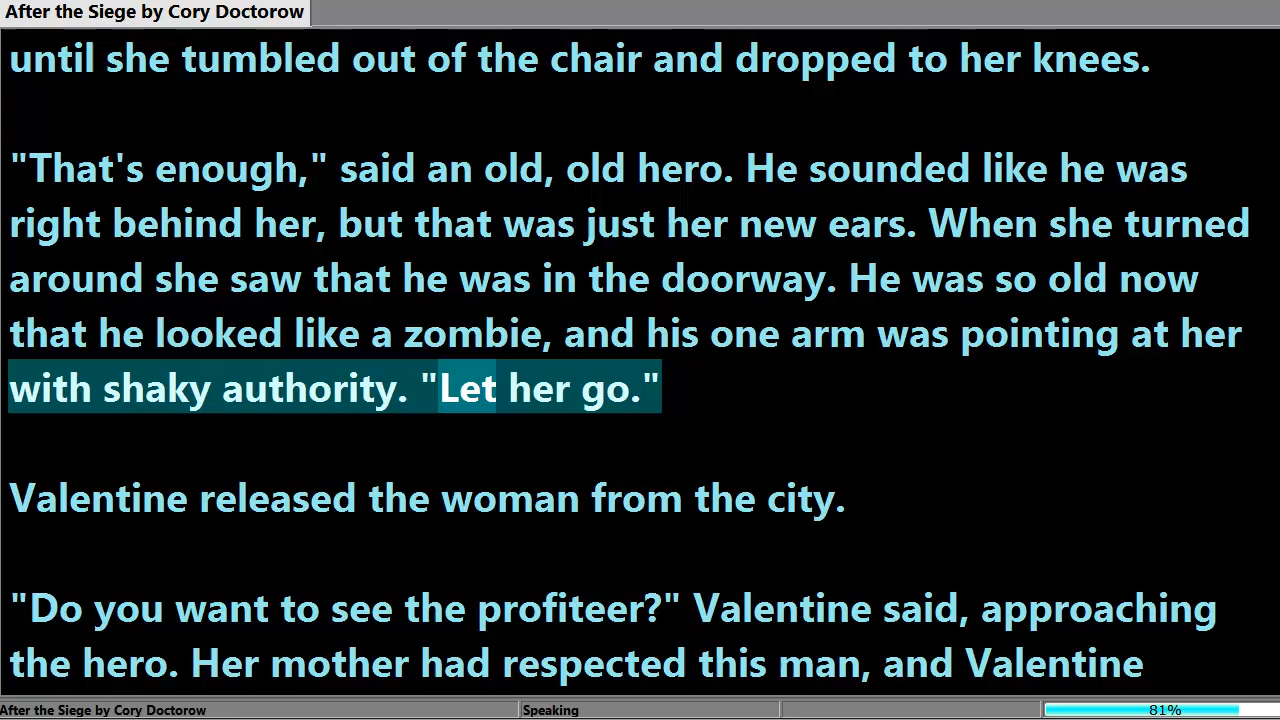 After the Siege by Cory Doctorow
until she tumbled out of the chair and dropped to her knees.
"That's enough," said an old, old hero. He sounded like he was
right behind her, but that was just her new ears. When she turned
around she saw that he was in the doorway. He was so old now
that he looked like a zombie, and his one arm was pointing at her
with shaky authority. "Let her go."
Valentine released the woman from the city.
"Do you want to see the profiteer?" Valentine said, approaching
the hero. Her mother had respected this man, and Valentine
After the Siege by Cory Doctorow
Speaking
81%